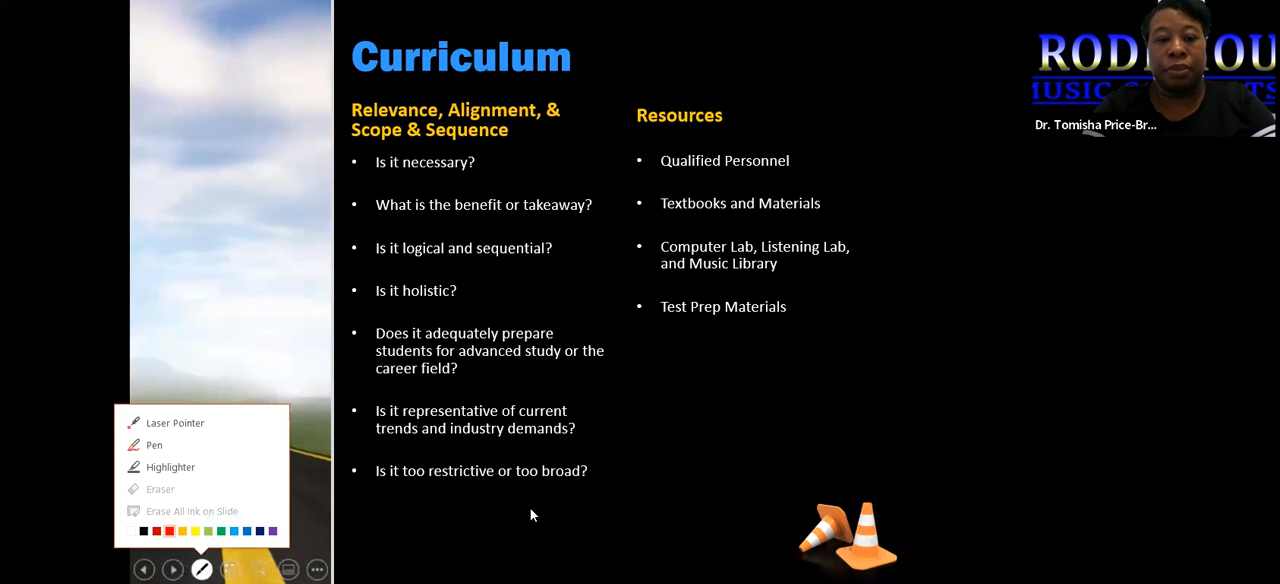 Curriculum
Relevance, Alignment, &
Scope & Sequence
• Is it necessary?
• What is the benefit or takeaway?
• Is it logical and sequential?
• Is it holistic?
• Does it adequately prepare
students for advanced study or the
career field?
• Is it representative of current
trends and industry demands?
• Is it too restrictive or too broad?
Resources
• Qualified Personnel
• Textbooks and Materials
• Computer Lab, Listening Lab,
and Music Library
• Test Prep Materials
Dr. Tomisha Price-Br...
Laser Pointer
Pen
Highlighter
Eraser
Erase All Ink on Slide